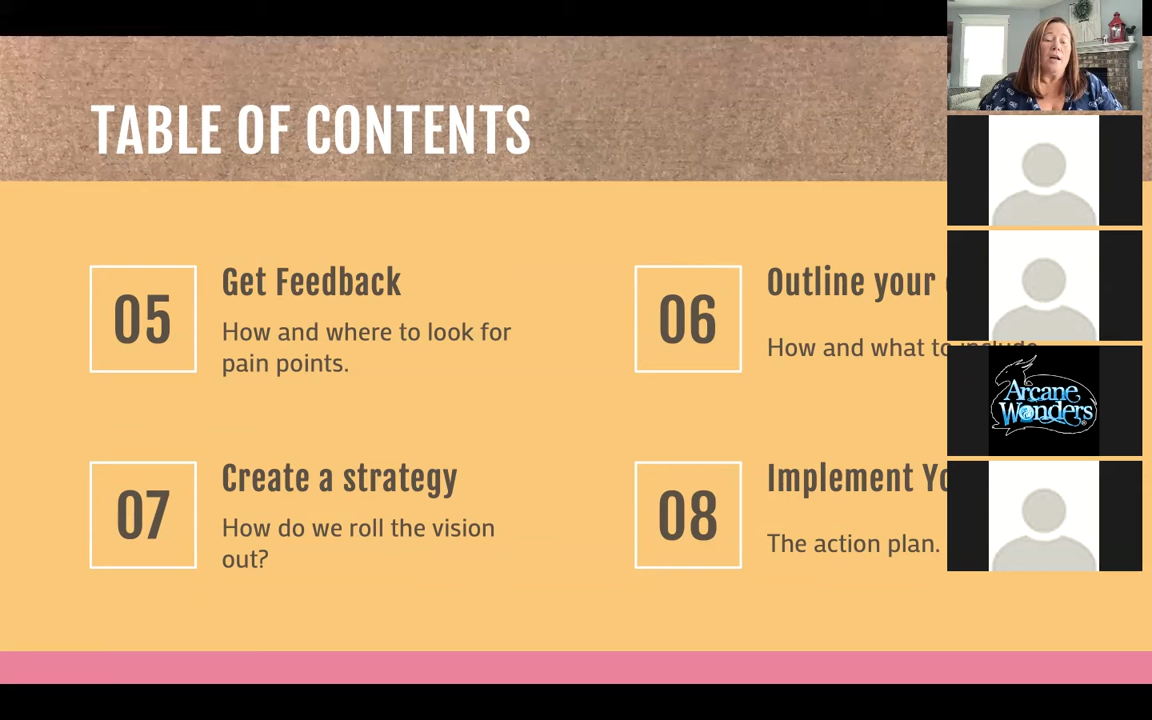 TABLE OF CONTENTS
05
Get Feedback
How and where to look for
pain points.
06
Outline your
How and what to include
07
Create a strategy
How do we roll the vision
out?
08
Implement
The action plan.
Arcane
Wonders